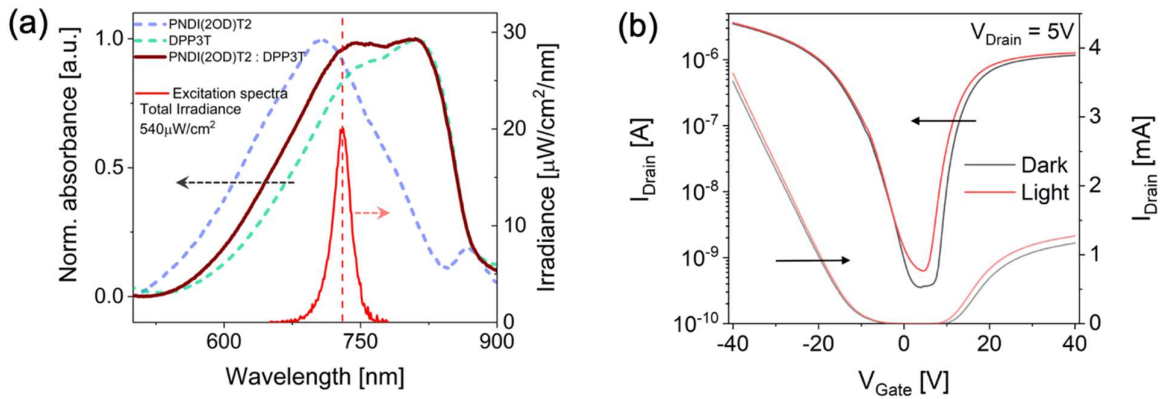 (a)
PNDI(2OD)T2
DPP3T
PNDI(2OD)T2 : DPP3T
Excitation spectra
Total Irradiance
540μW/cm²
Norm. absorbance [a.u.]
1.0
0.5
0.0
600
750
900
Wavelength [nm]
30
20
10
0
Irradiance [μW/cm²/nm]
(b)
V_Drain = 5V
Dark
Light
I_Drain [A]
10⁻⁶
10⁻⁷
10⁻⁸
10⁻⁹
10⁻¹⁰
-40
-20
0
20
40
V_Gate [V]
4
3
2
1
0
I_Drain [mA]